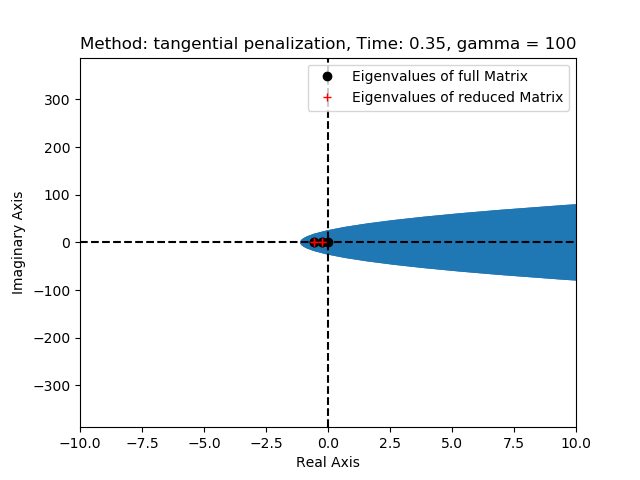 Method: tangential penalization, Time: 0.35, gamma = 100
Eigenvalues of full Matrix
Eigenvalues of reduced Matrix
300
200
100
0
−100
−200
−300
Imaginary Axis
−10.0 −7.5 −5.0 −2.5 0.0 2.5 5.0 7.5 10.0
Real Axis